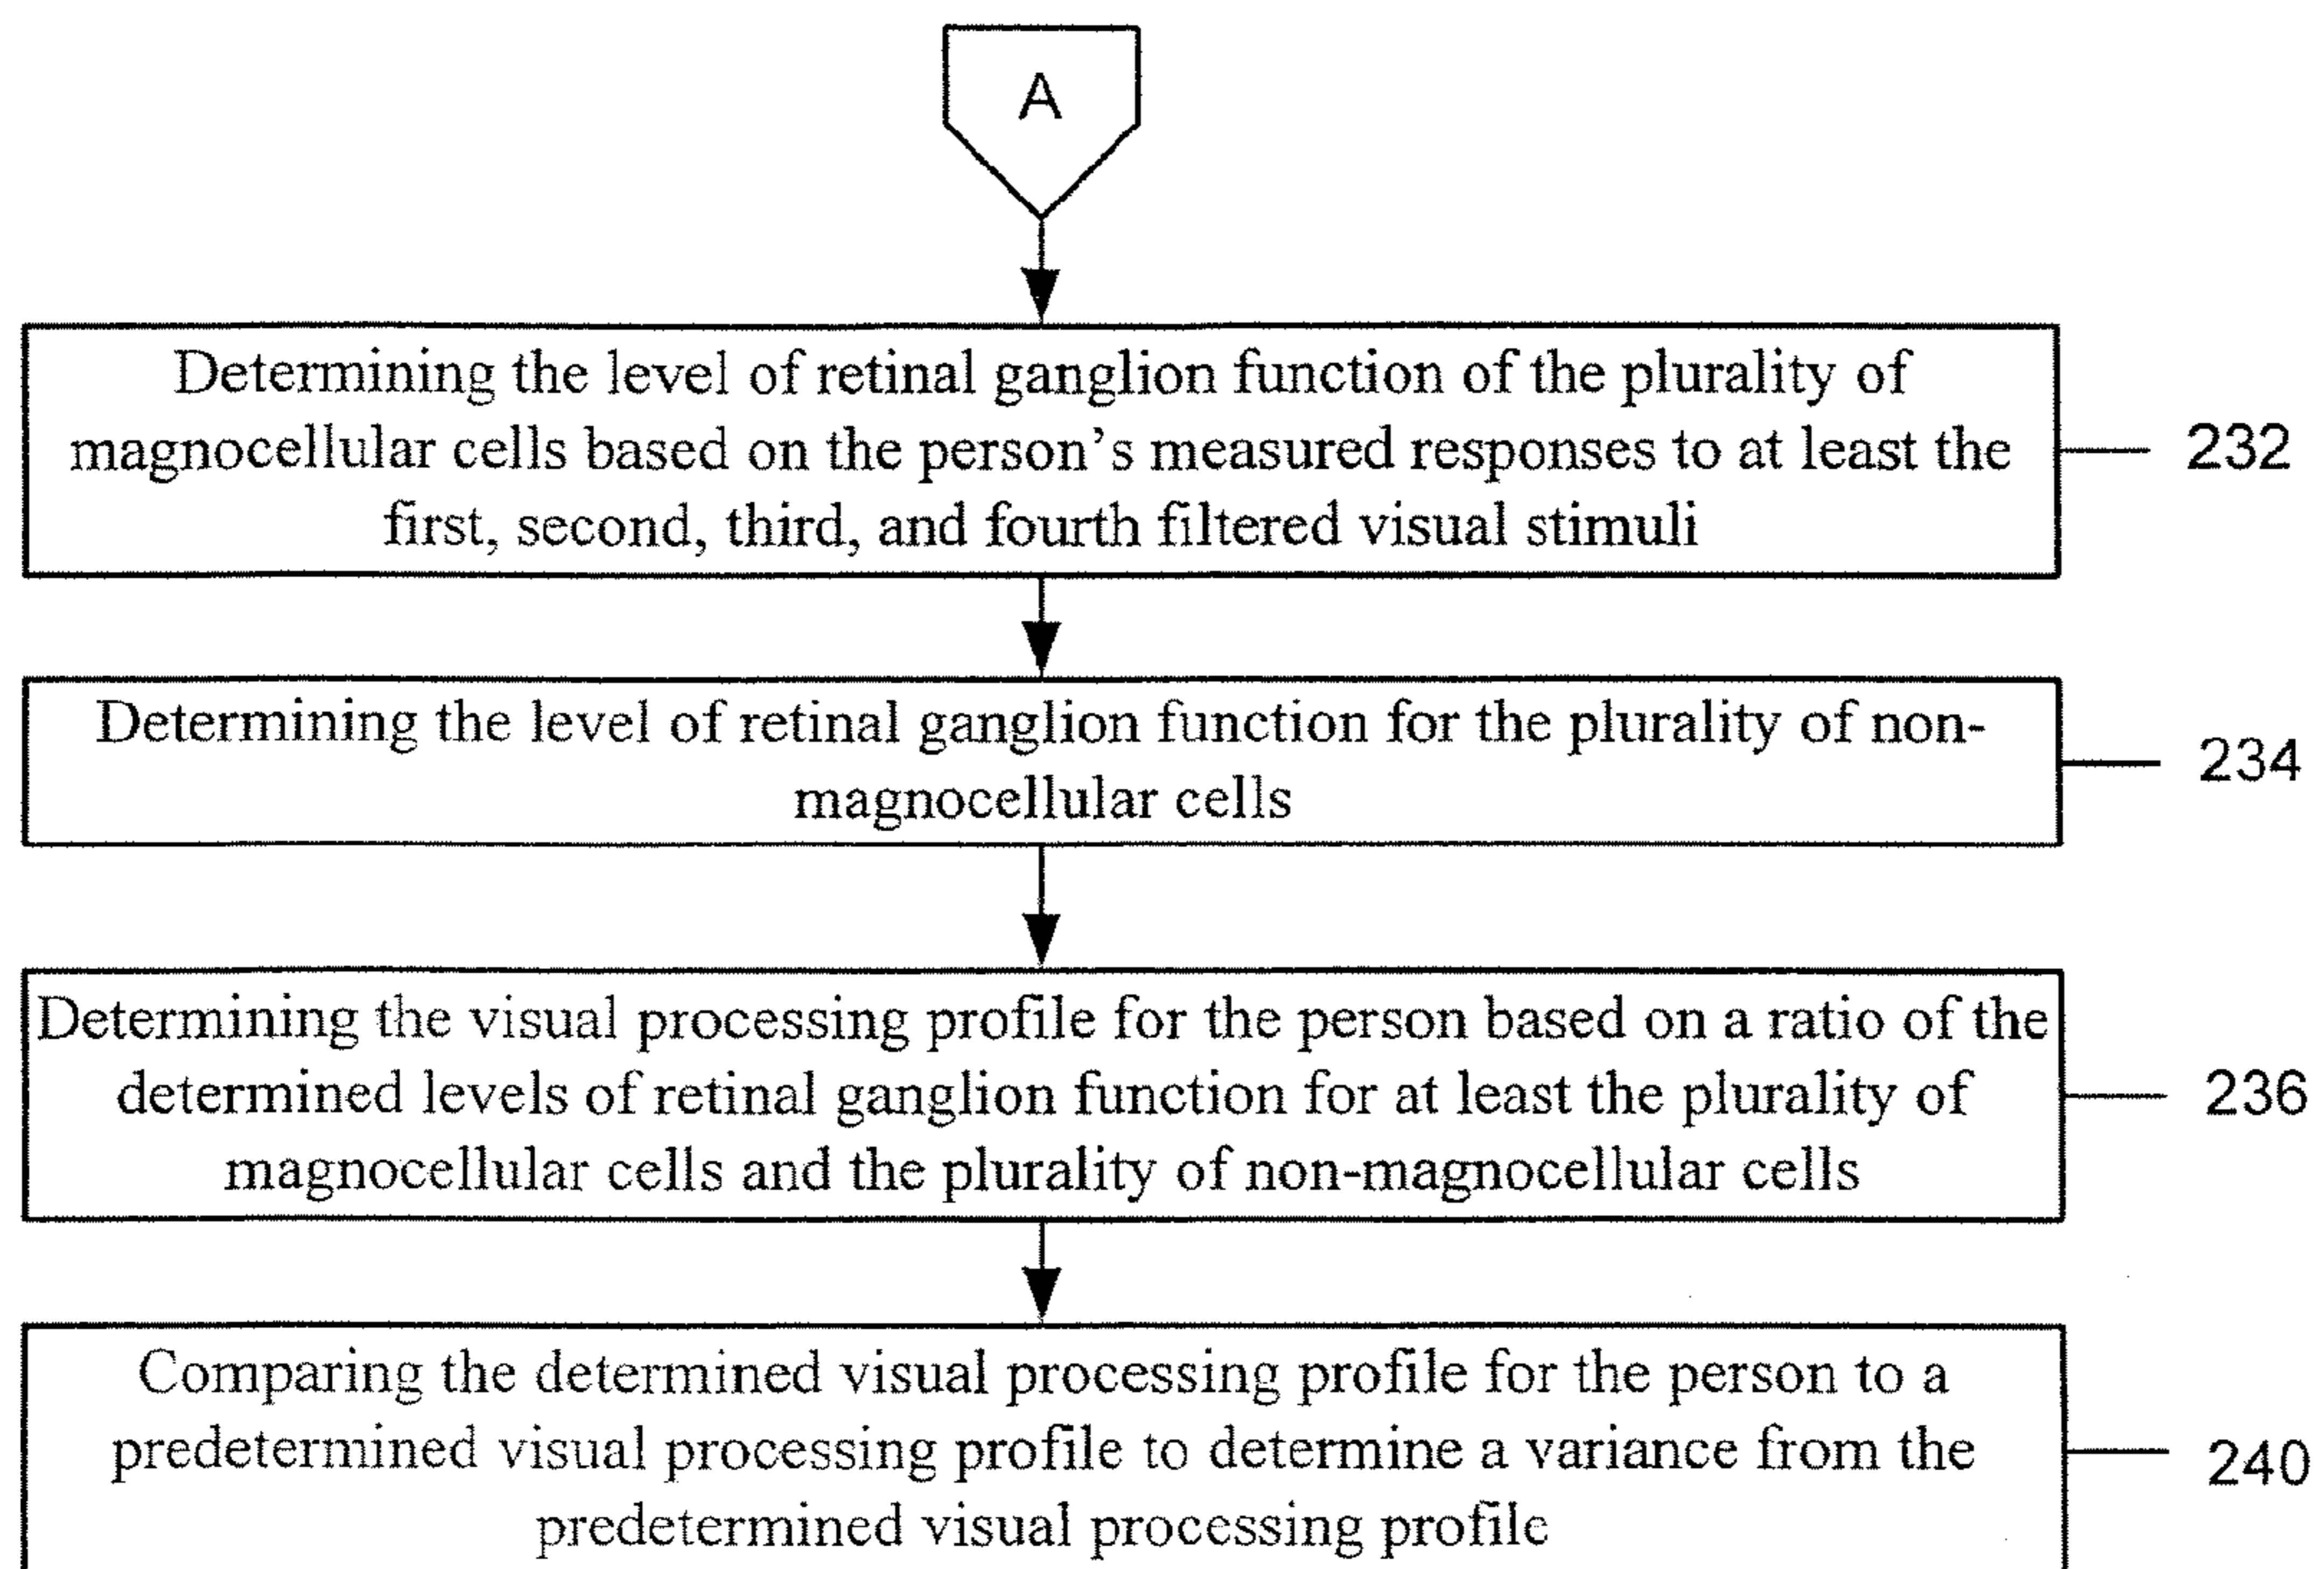 A
Determining the level of retinal ganglion function of the plurality of
magnocellular cells based on the person's measured responses to at least the
first, second, third, and fourth filtered visual stimuli
232
Determining the level of retinal ganglion function for the plurality of non-
magnocellular cells
234
Determining the visual processing profile for the person based on a ratio of the
determined levels of retinal ganglion function for at least the plurality of
magnocellular cells and the plurality of non-magnocellular cells
236
Comparing the determined visual processing profile for the person to a
predetermined visual processing profile to determine a variance from the
predetermined visual processing profile
240